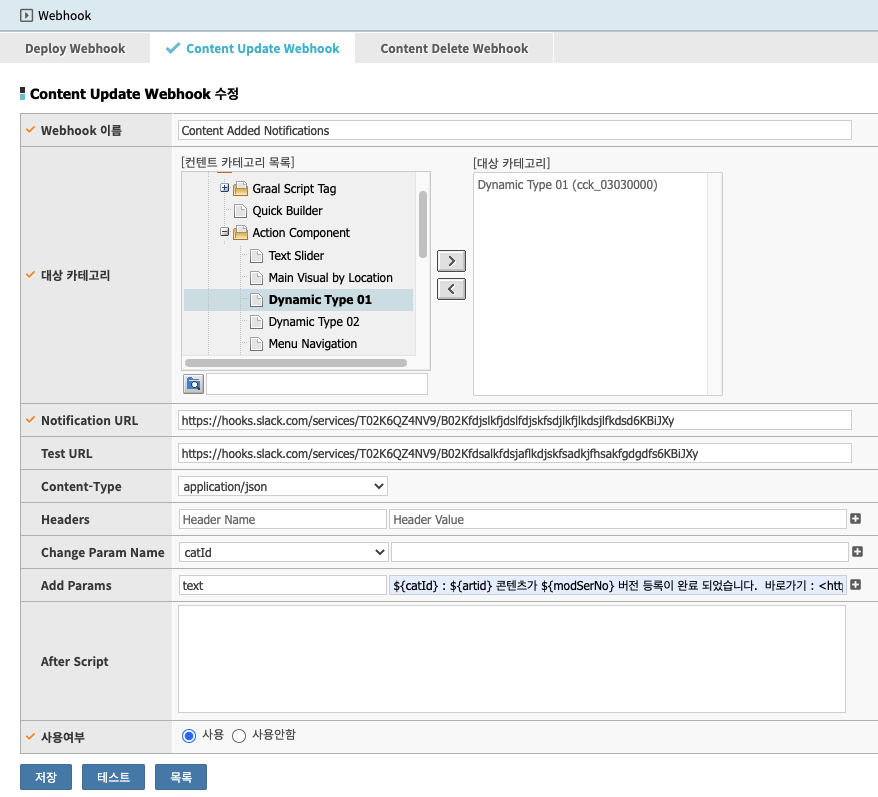 Webhook
Deploy Webhook Content Update Webhook Content Delete Webhook
Content Update Webhook 수정
Webhook 이름 Content Added Notifications
대상 카테고리
[컨텐트 카테고리 목록]
Graal Script Tag
Quick Builder
Action Component
Text Slider
Main Visual by Location
Dynamic Type 01
Dynamic Type 02
Menu Navigation
[대상 카테고리]
Dynamic Type 01 (cck_03030000)
Notification URL https://hooks.slack.com/services/T02K6QZ4NV9/B02Kfdjslkfjdslfdjskfsdjlkfjlkdsjlfkdsd6KBiJXy
Test URL https://hooks.slack.com/services/T02K6QZ4NV9/B02Kfdsalkfdsjaflkdjskfsadkjfhsakfgdgdfs6KBiJXy
Content-Type application/json
Headers Header Name Header Value
Change Param Name catId
Add Params text ${catId} : ${artid} 콘텐츠가 ${modSerNo} 버전 등록이 완료 되었습니다. 바로가기 : <htt
After Script
사용여부 사용 사용안함
저장 테스트 목록